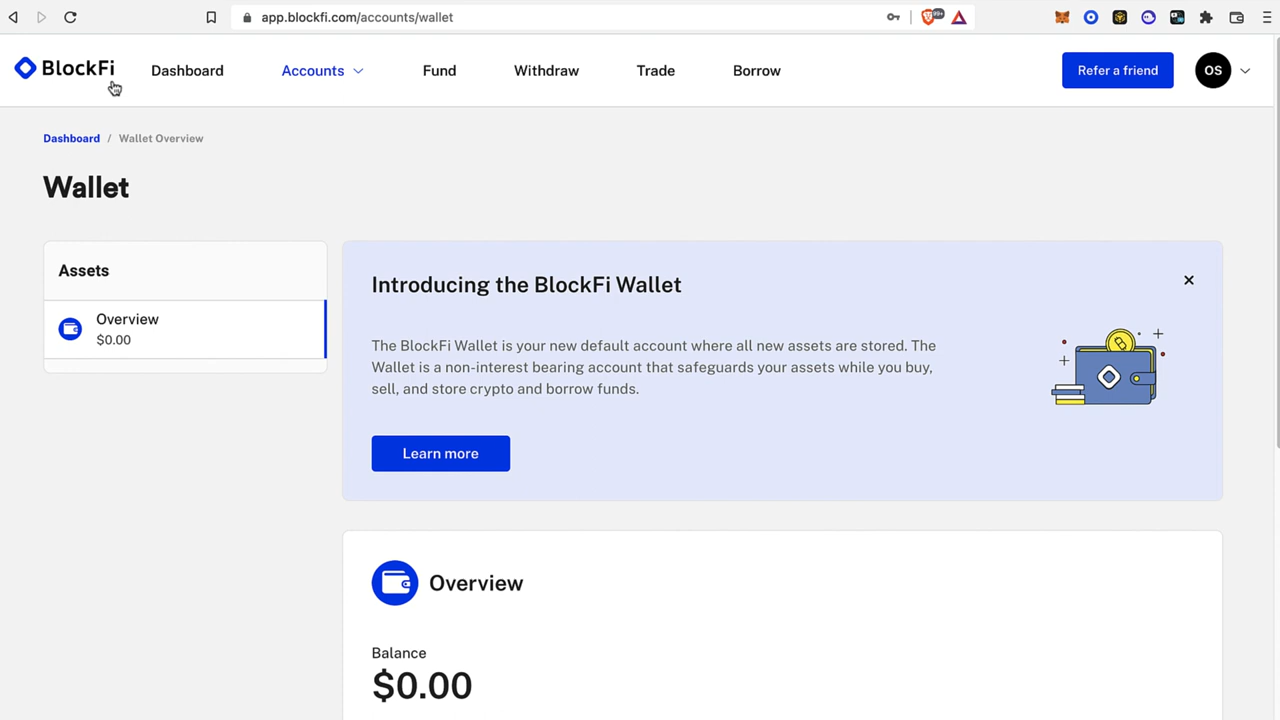 app.blockfi.com/accounts/wallet
99+
BlockFi
Dashboard
Accounts
Fund
Withdraw
Trade
Borrow
Refer a friend
OS
Dashboard / Wallet Overview
Wallet
Assets
Overview
$0.00
Introducing the BlockFi Wallet
The BlockFi Wallet is your new default account where all new assets are stored. The
Wallet is a non-interest bearing account that safeguards your assets while you buy,
sell, and store crypto and borrow funds.
Learn more
Overview
Balance
$0.00